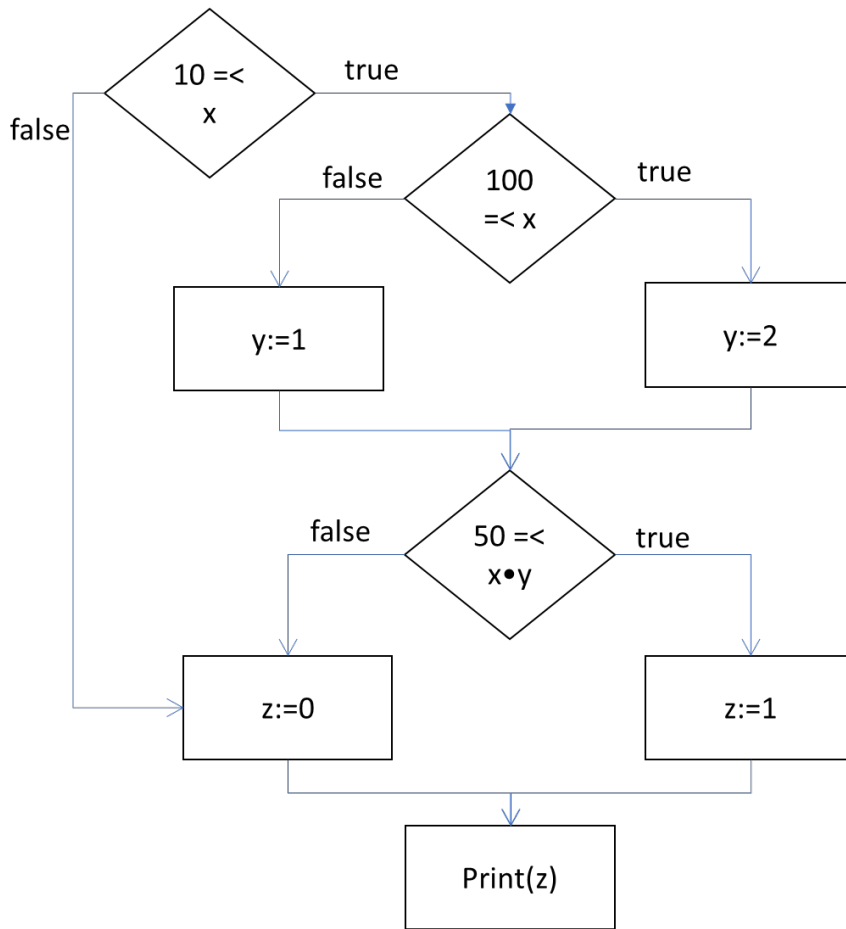 10 =<
x
true
false
100
=< x
false
true
y:=1
y:=2
50 =<
x•y
false
true
z:=0
z:=1
Print(z)